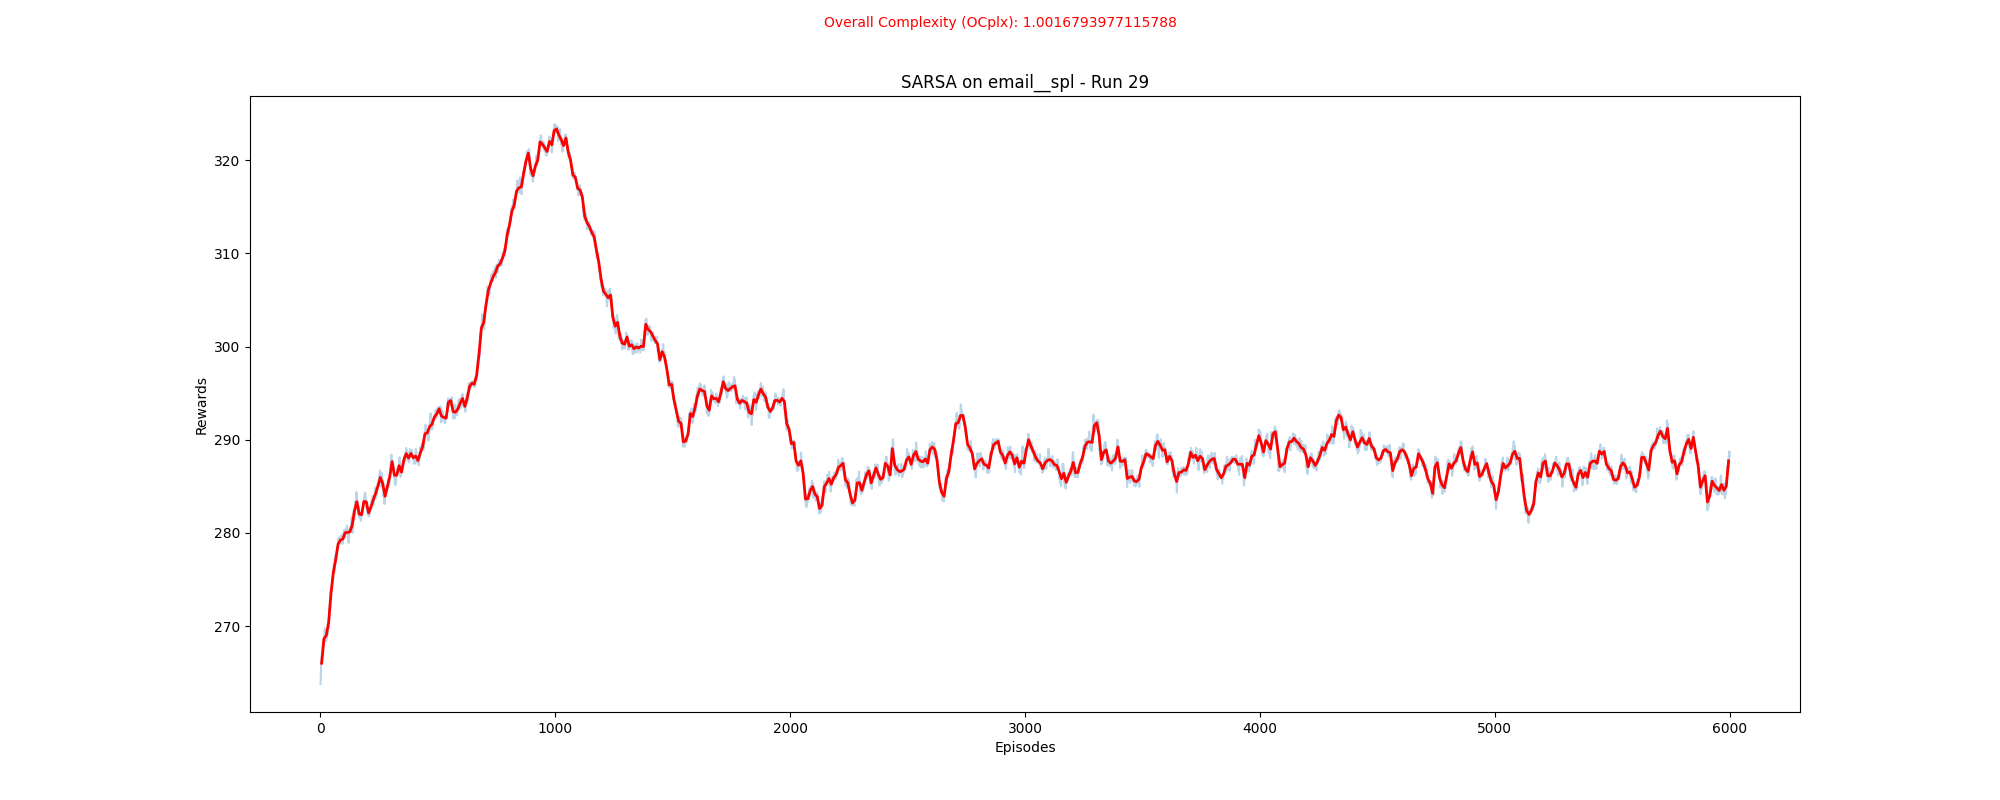 Overall Complexity (OCplx): 1.0016793977115788
SARSA on email__spl - Run 29
320
310
300
290
280
270
Rewards
0 1000 2000 3000 4000 5000 6000
Episodes